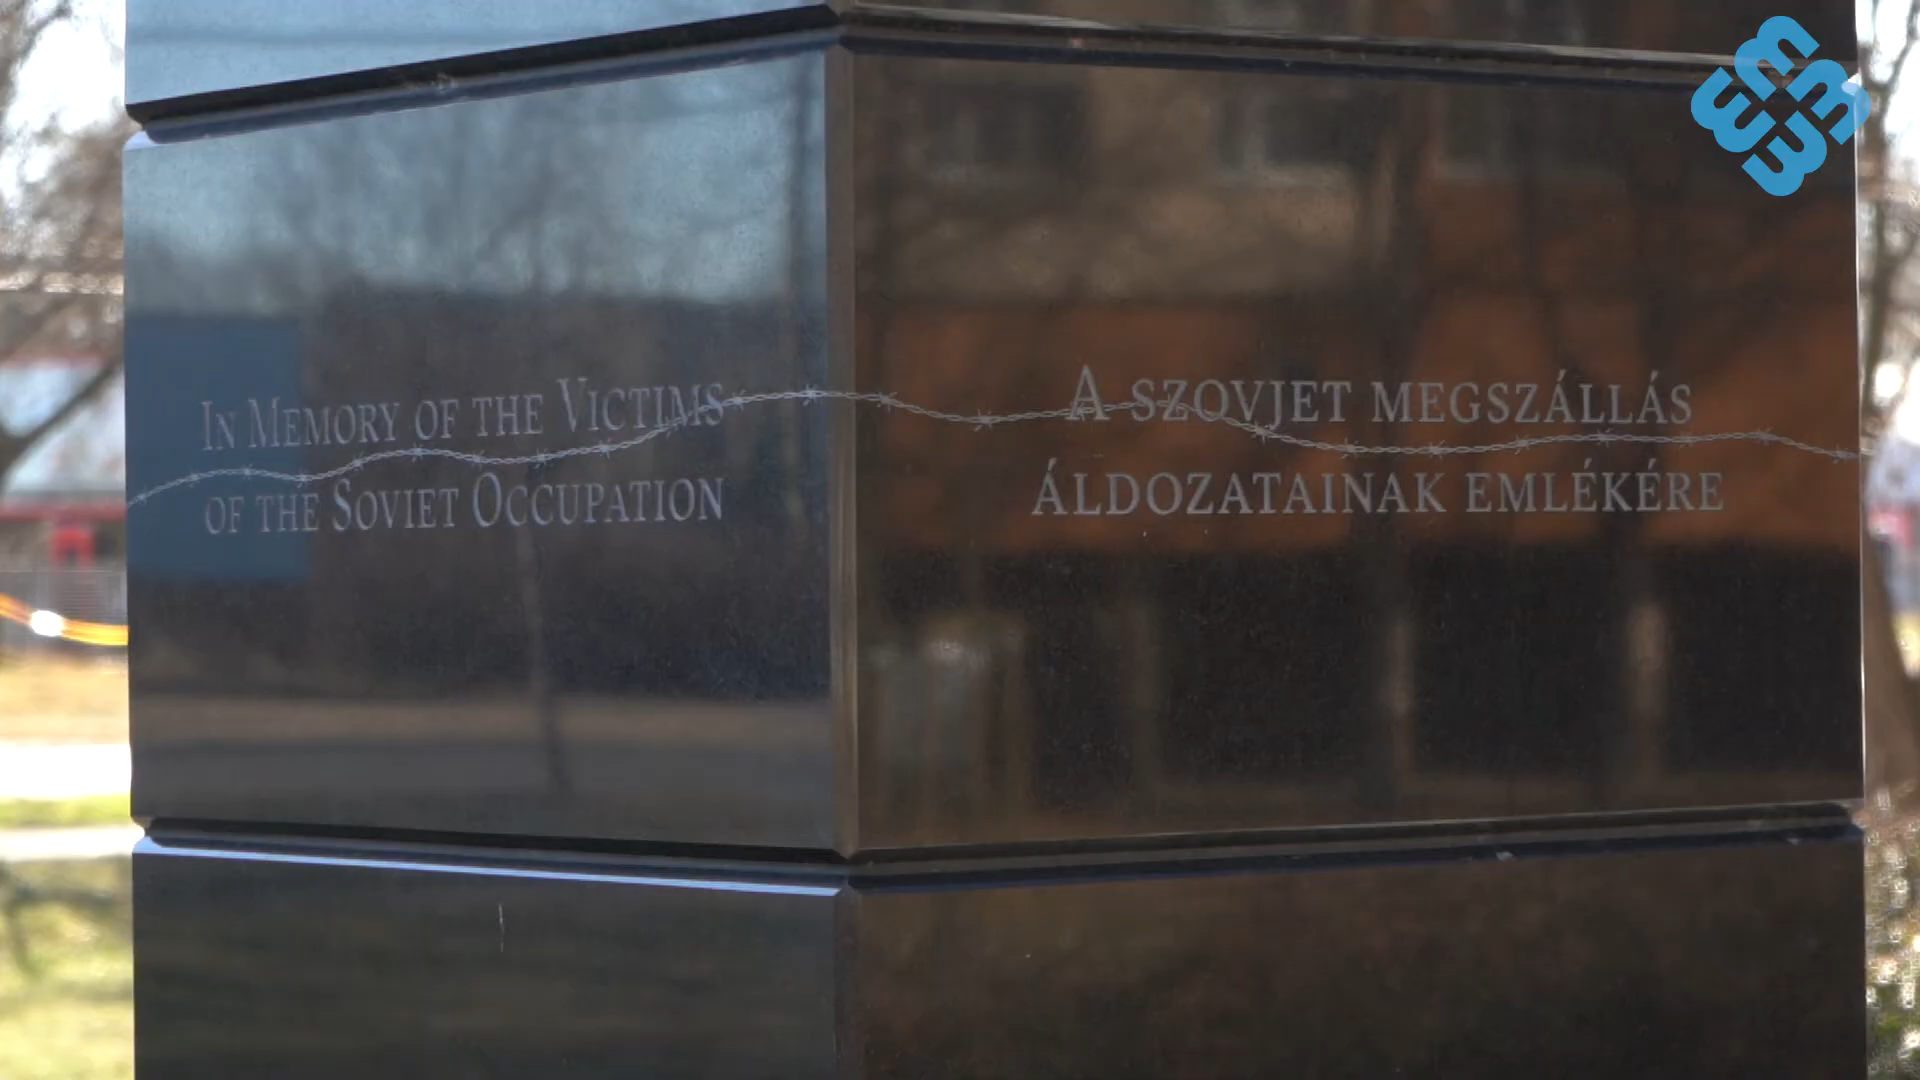 IN MEMORY OF THE VICTIMS
OF THE SOVIET OCCUPATION
A SZOVJET MEGSZÁLLÁS
ÁLDOZATAINAK EMLÉKÉRE